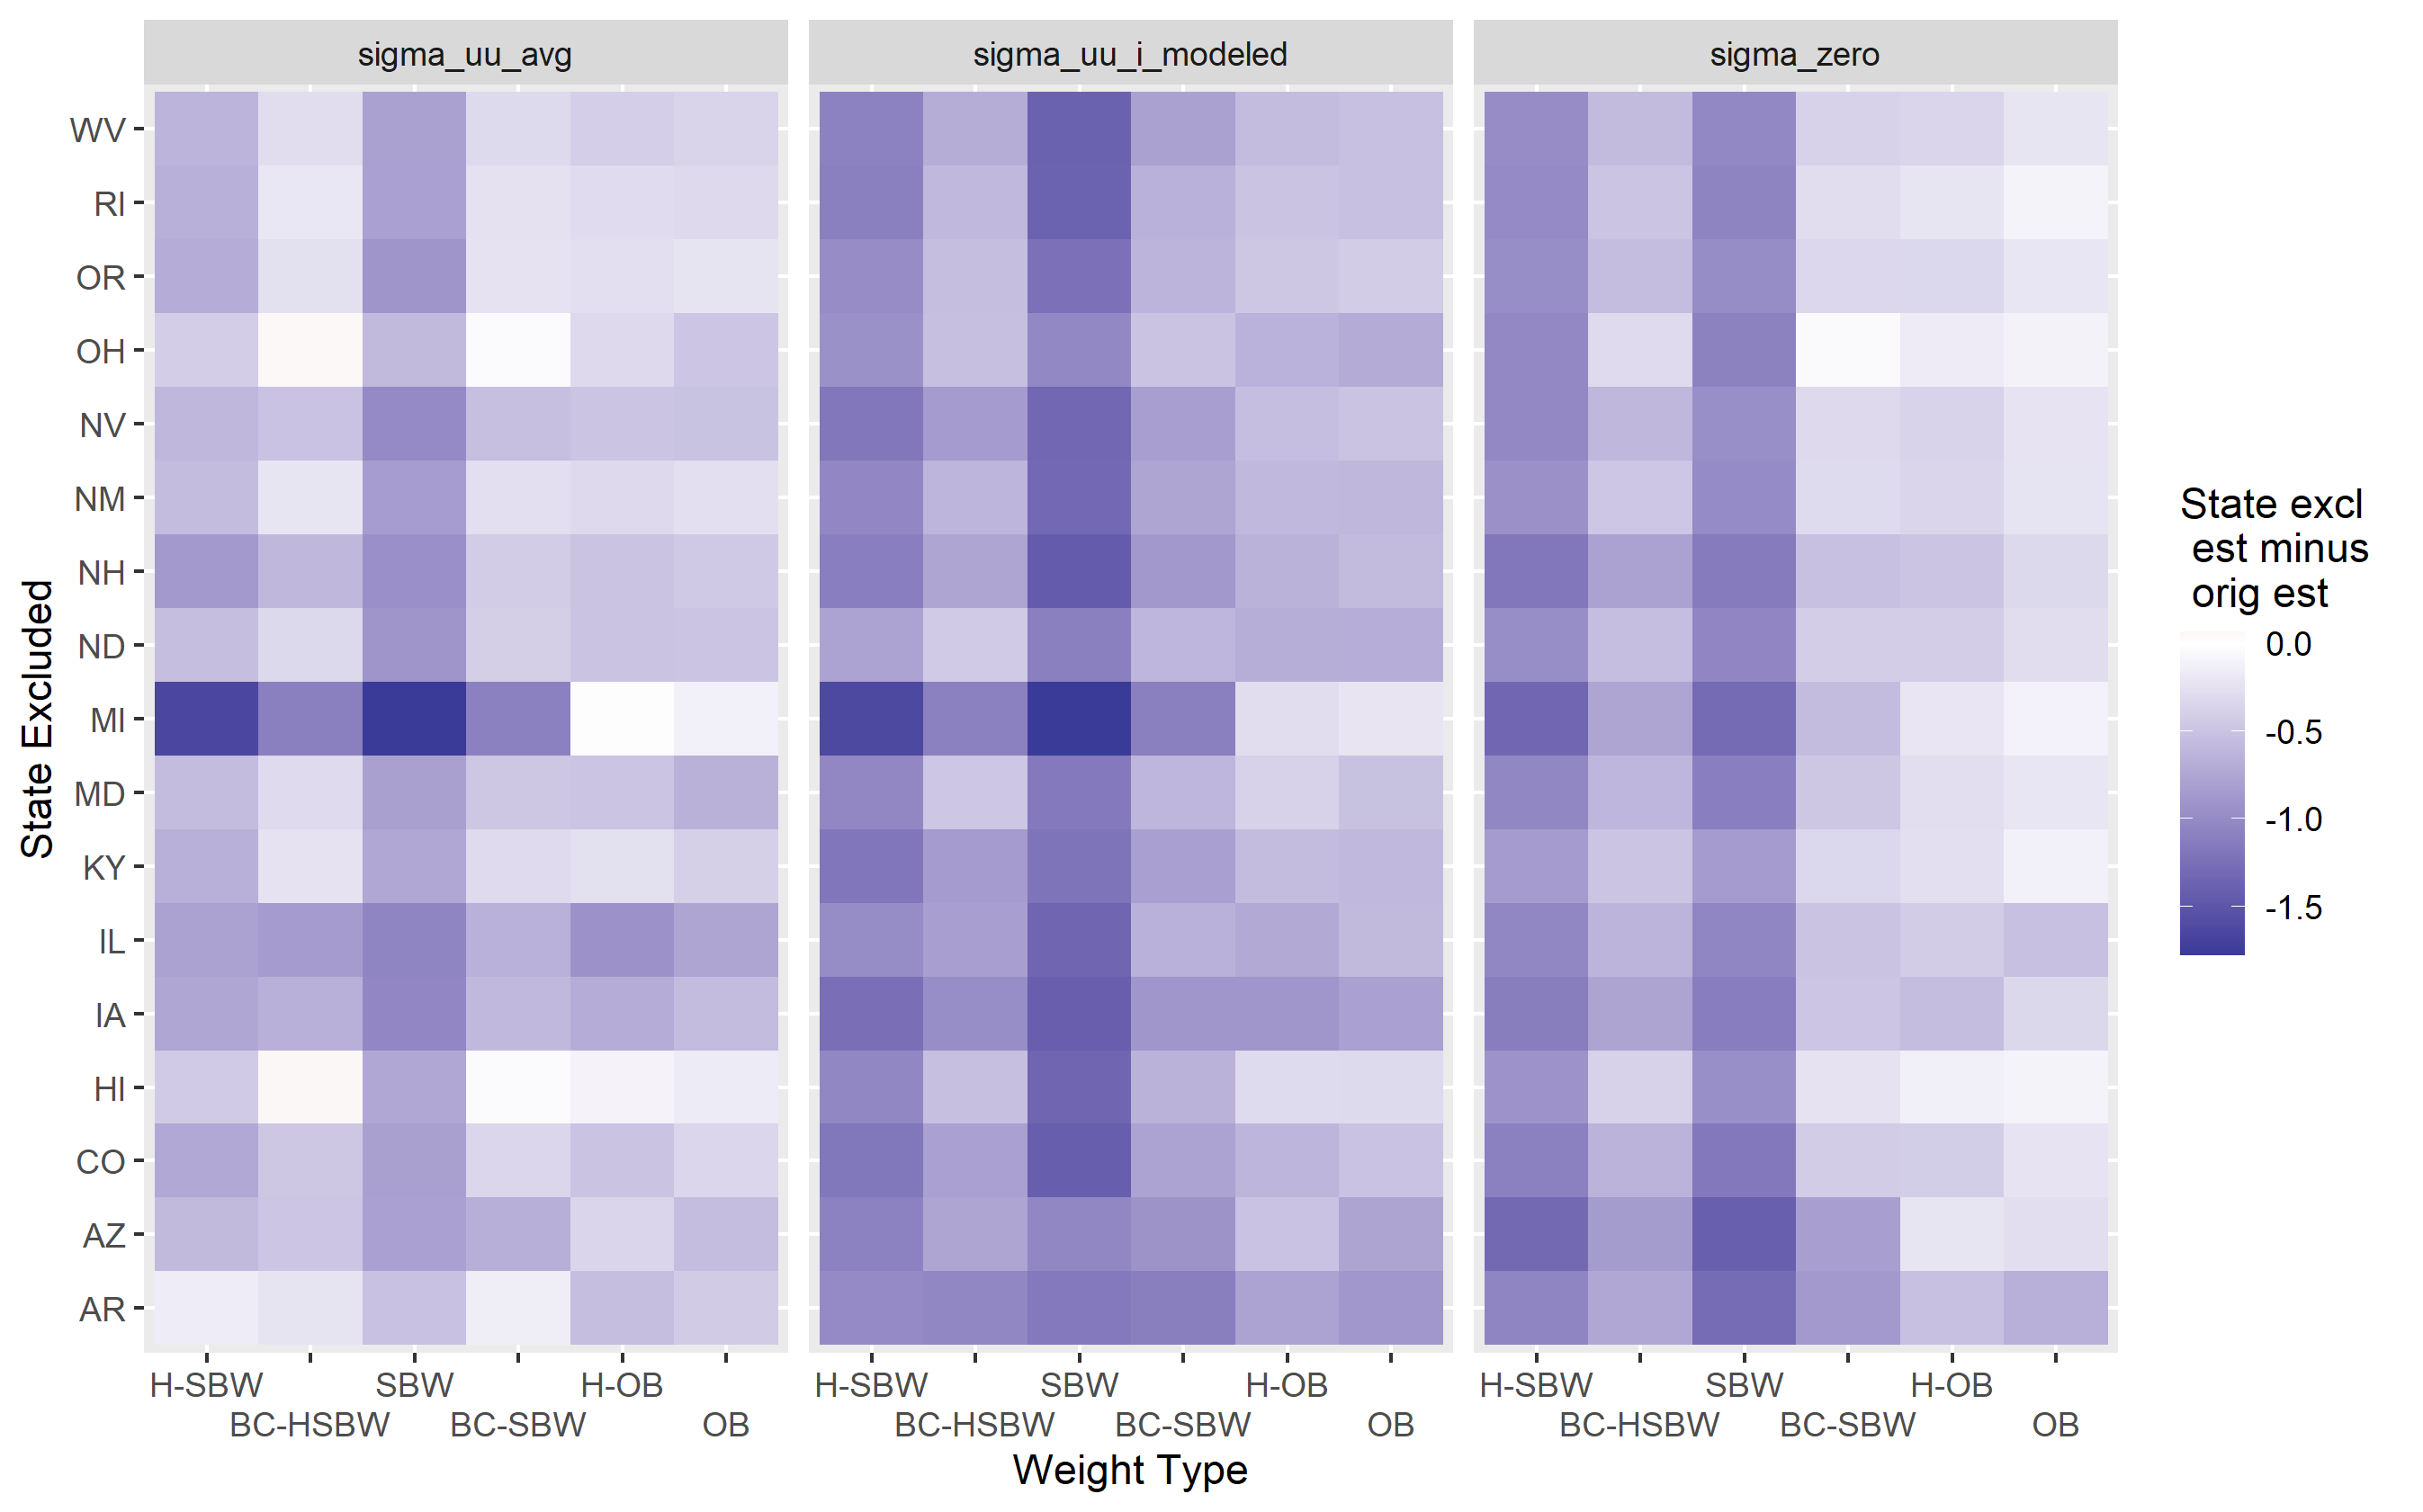 sigma_uu_avg
sigma_uu_i_modeled
sigma_zero
State Excluded
WV
RI
OR
OH
NV
NM
NH
ND
MI
MD
KY
IL
IA
HI
CO
AZ
AR
H-SBW
BC-HSBW
SBW
BC-SBW
H-OB
OB
H-SBW
BC-HSBW
SBW
BC-SBW
H-OB
OB
H-SBW
BC-HSBW
SBW
BC-SBW
H-OB
OB
Weight Type
State excl
est minus
orig est
0.0
-0.5
-1.0
-1.5